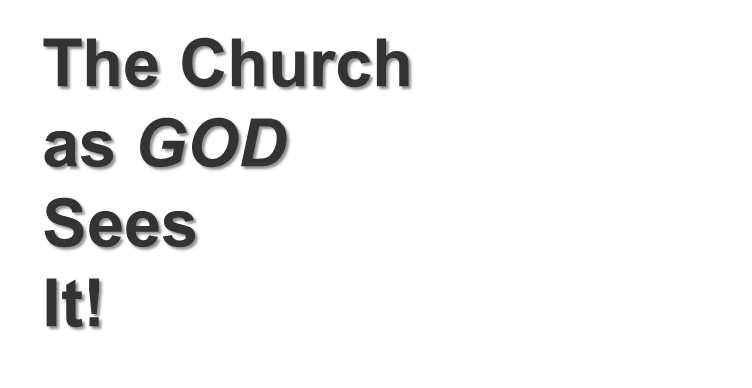 The Church
as GOD
Sees
It!